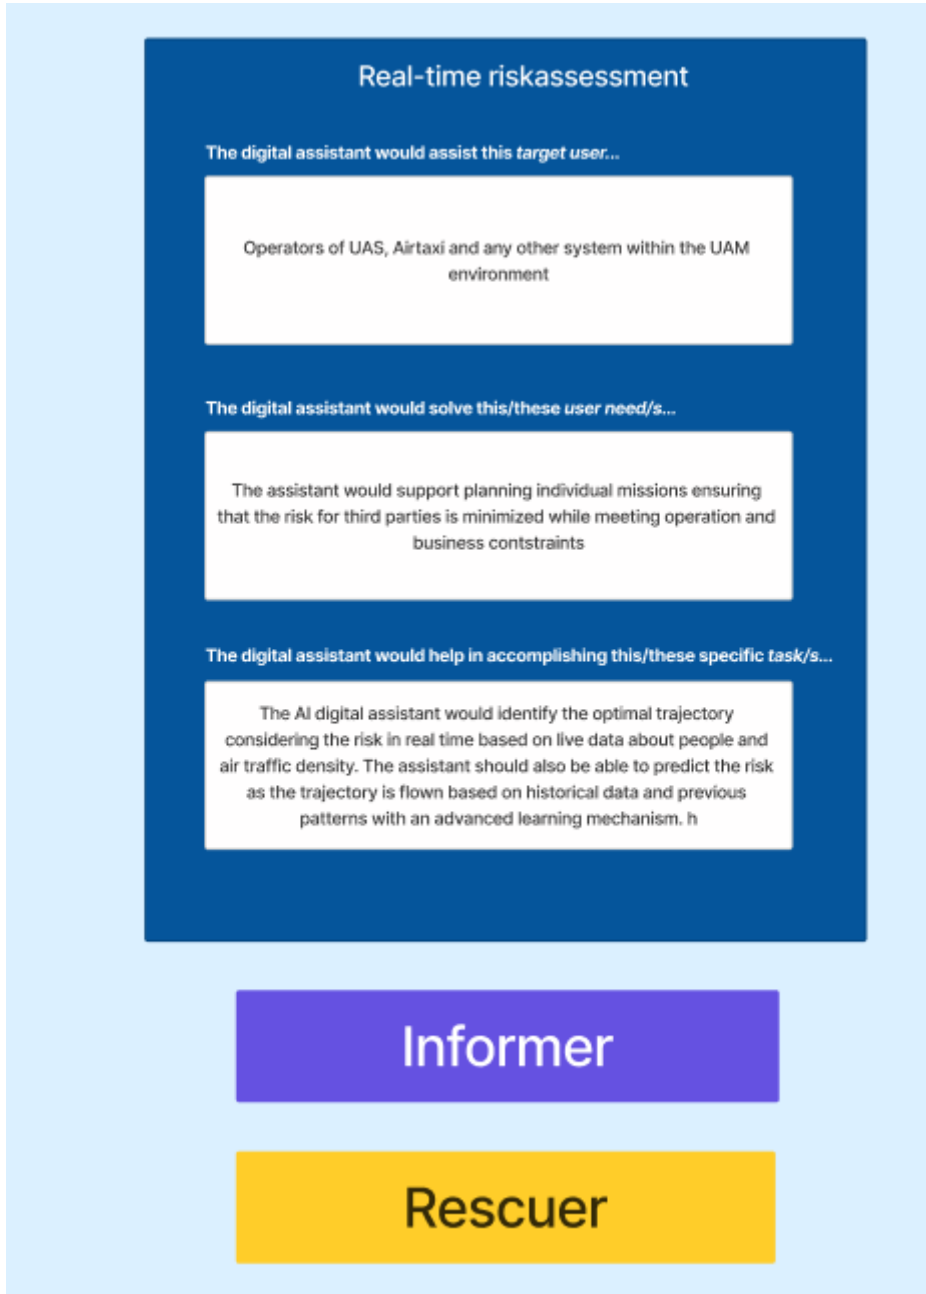 Real-time riskassessment
The digital assistant would assist this target user...
Operators of UAS, Airtaxi and any other system within the UAM
environment
The digital assistant would solve this/these user need/s...
The assistant would support planning individual missions ensuring
that the risk for third parties is minimized while meeting operation and
business contstraints
The digital assistant would help in accomplishing this/these specific task/s...
The AI digital assistant would identify the optimal trajectory
considering the risk in real time based on live data about people and
air traffic density. The assistant should also be able to predict the risk
as the trajectory is flown based on historical data and previous
patterns with an advanced learning mechanism. h
Informer
Rescuer